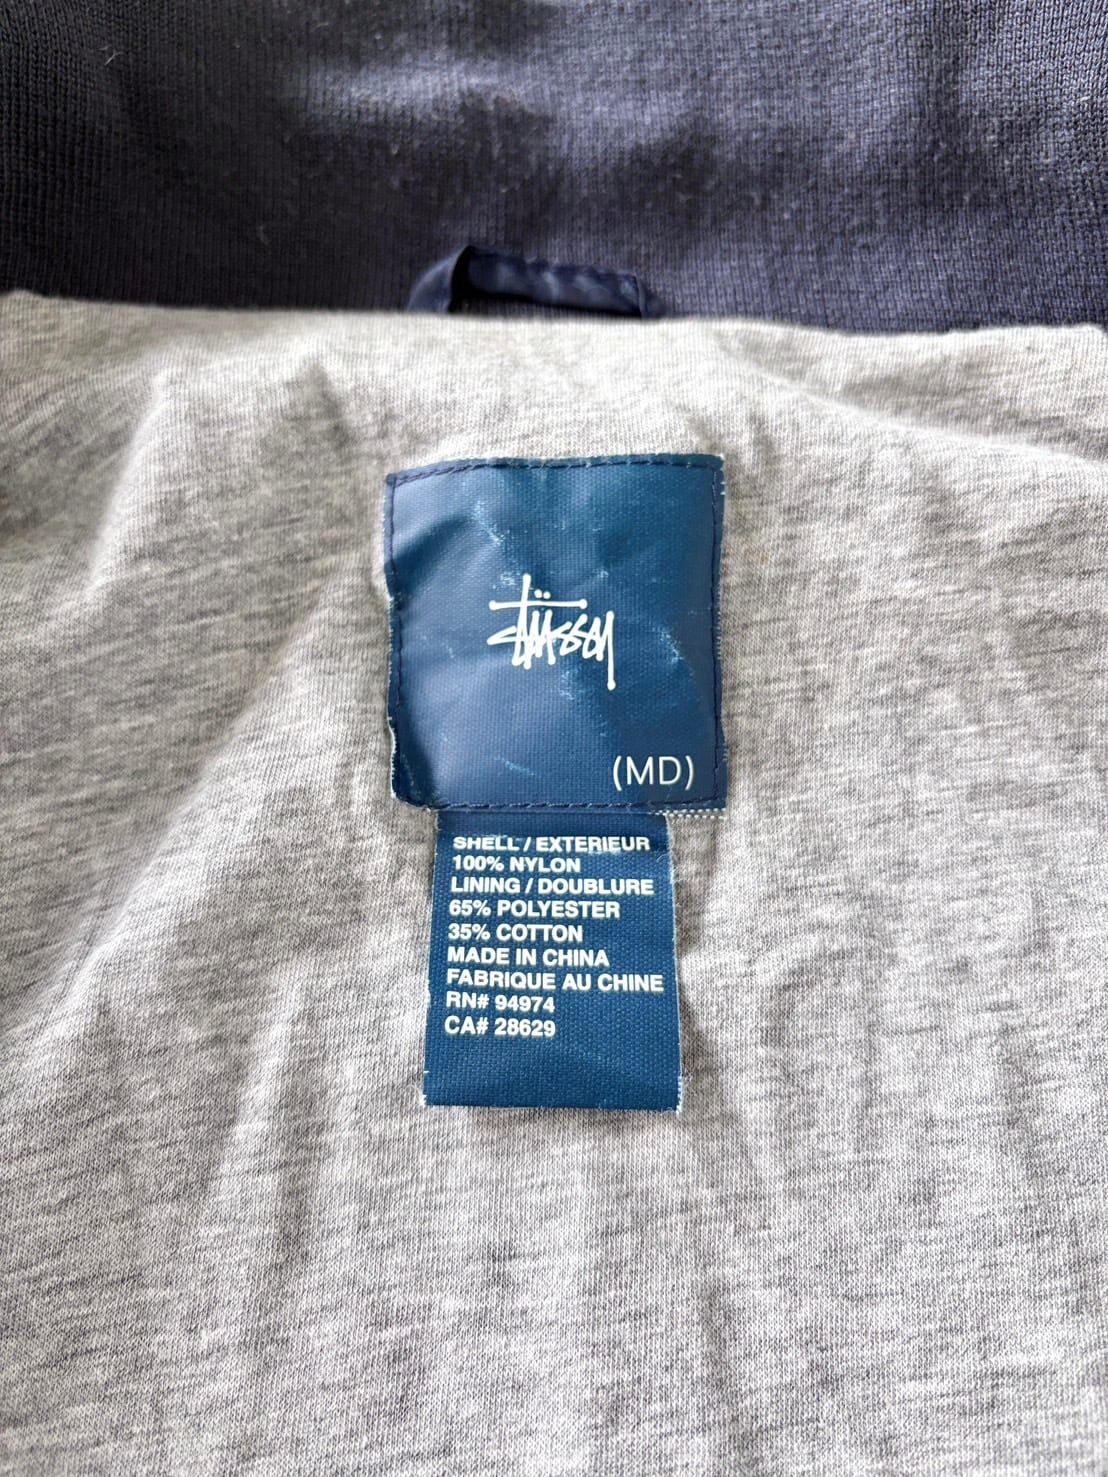 Stüssy
(MD)
SHELL / EXTERIEUR
100% NYLON
LINING / DOUBLURE
65% POLYESTER
35% COTTON
MADE IN CHINA
FABRIQUE AU CHINE
RN# 94974
CA# 28629